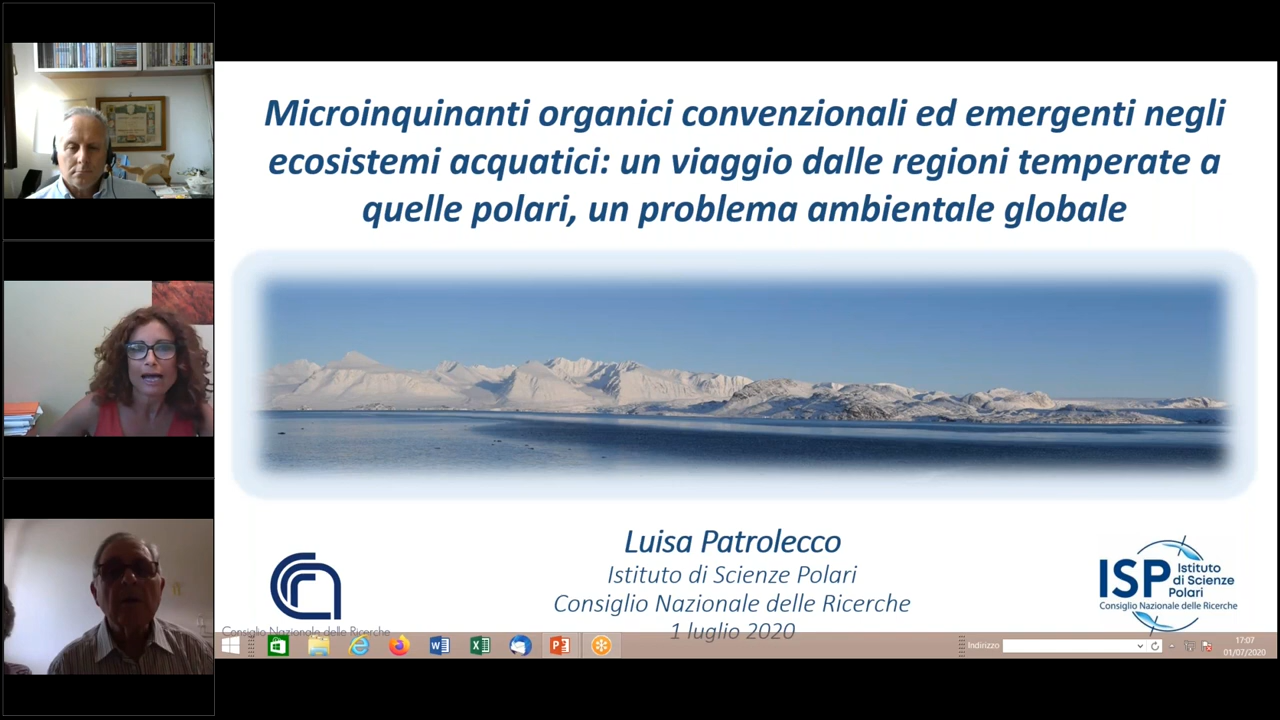 Microinquinanti organici convenzionali ed emergenti negli
ecosistemi acquatici: un viaggio dalle regioni temperate a
quelle polari, un problema ambientale globale
Luisa Patrolecco
Istituto di Scienze Polari
Consiglio Nazionale delle Ricerche
1 luglio 2020
Consiglio Nazionale delle Ricerche
ISP Istituto
di Scienze
Polari
Consiglio Nazionale delle Ricerche
Indirizzo
17:07
01/07/2020